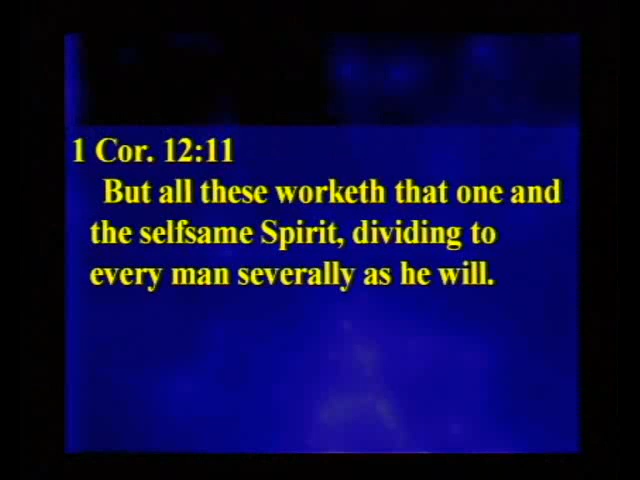 1 Cor. 12:11
But all these worketh that one and
the selfsame Spirit, dividing to
every man severally as he will.